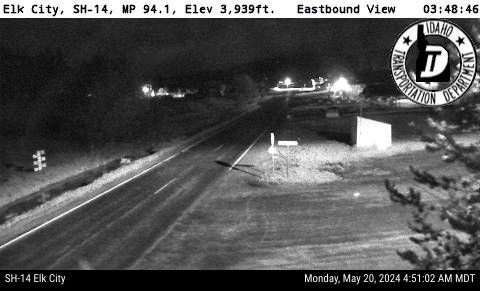 Elk City, SH-14, MP 94.1, Elev 3,939ft. Eastbound View 03:48:46
IDAHO
TRANSPORTATION DEPARTMENT
SH-14 Elk City Monday, May 20, 2024 4:51:02 AM MDT